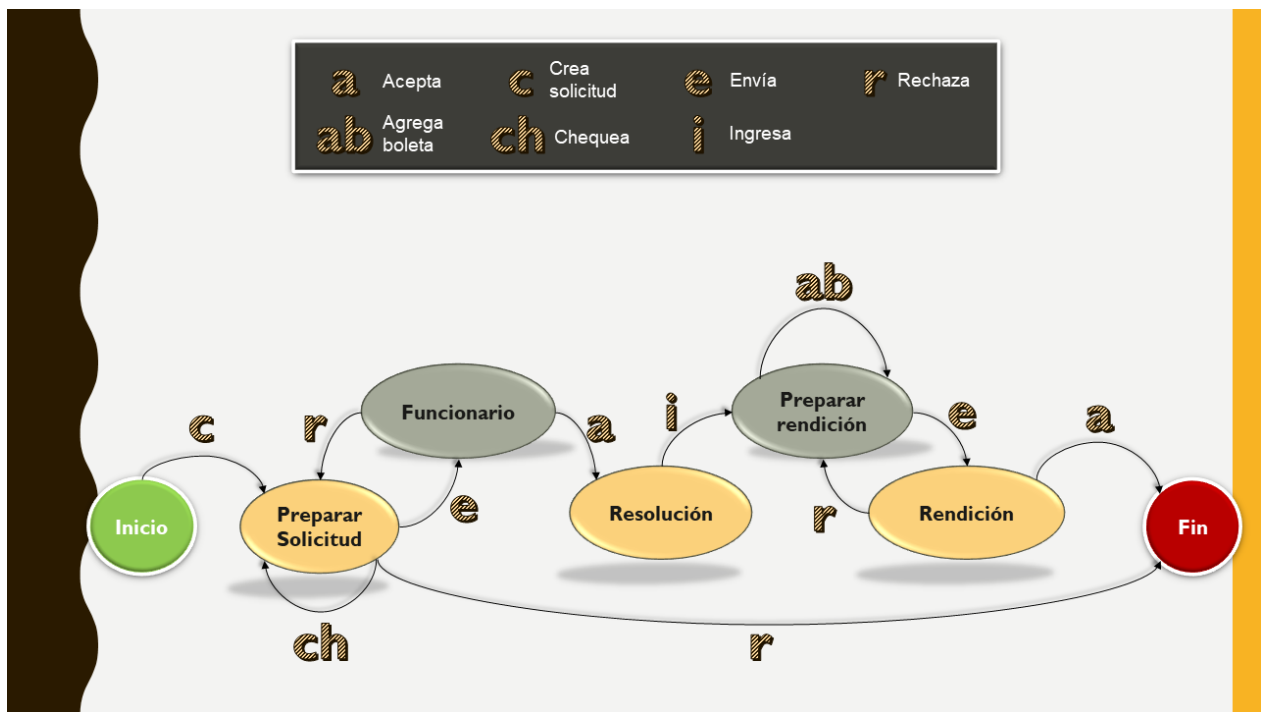 a Acepta
c Crea
solicitud
e Envía
r Rechaza
ab Agrega
boleta
ch Chequea
i Ingresa
ab
c
r
Funcionario
a
i
Preparar
rendición
e
a
Inicio
Preparar
Solicitud
e
Resolución
r
Rendición
Fin
ch
r